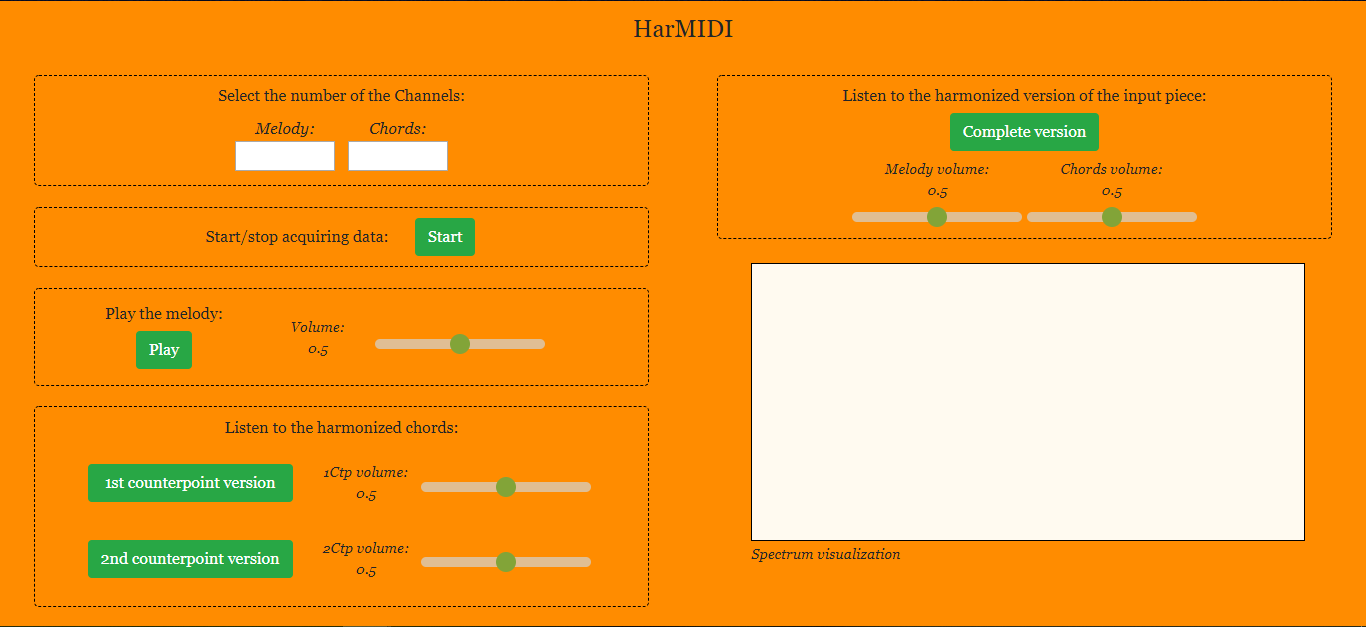 HarMIDI
Select the number of the Channels:
Melody: Chords:
Start/stop acquiring data: Start
Play the melody:
Play
Volume:
0.5
Listen to the harmonized chords:
1st counterpoint version
1Ctp volume:
0.5
2nd counterpoint version
2Ctp volume:
0.5
Listen to the harmonized version of the input piece:
Complete version
Melody volume: Chords volume:
0.5 0.5
Spectrum visualization